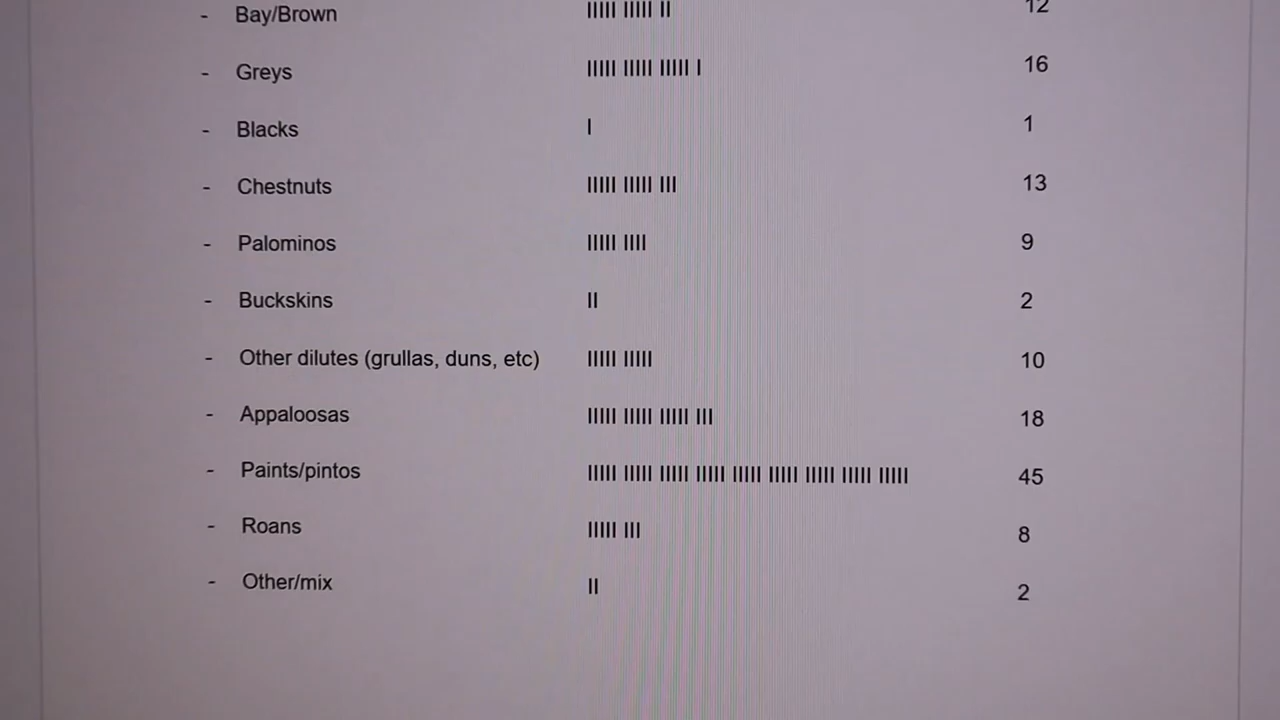 - Bay/Brown IIIII IIIII II 12
- Greys IIIII IIIII IIIII I 16
- Blacks I 1
- Chestnuts IIIII IIIII III 13
- Palominos IIIII IIII 9
- Buckskins II 2
- Other dilutes (grullas, duns, etc) IIIII IIIII 10
- Appaloosas IIIII IIIII IIIII III 18
- Paints/pintos IIIII IIIII IIIII IIIII IIIII IIIII IIIII IIIII IIIII 45
- Roans IIIII III 8
- Other/mix II 2